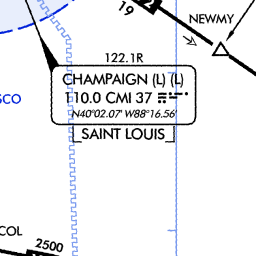 19
NEWMY
122.1R
CHAMPAIGN (L) (L)
110.0 CMI 37
N40°02.07' W88°16.56'
SAINT LOUIS
SCO
COL
2500